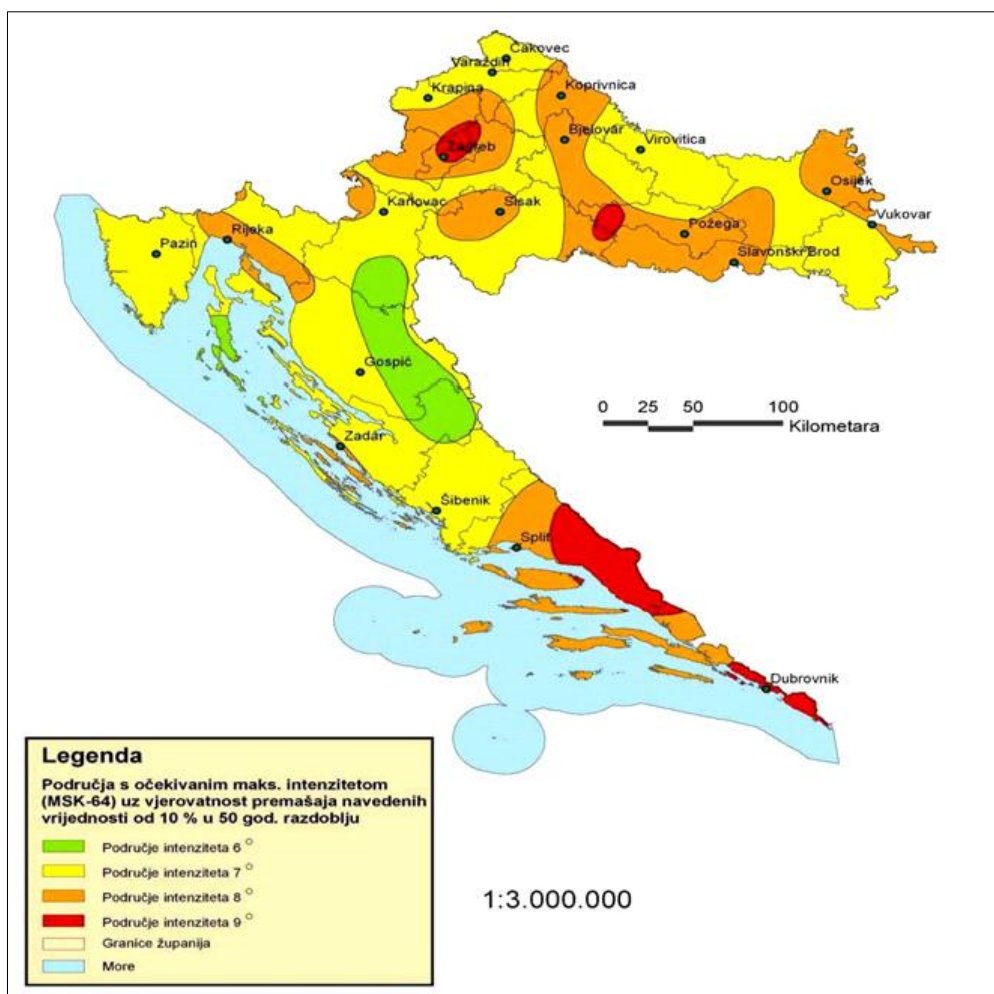 Čakovec
Varaždin
Krapina
Koprivnica
Zagreb
Bjelovar
Virovitica
Osijek
Karlovac
Sisak
Vukovar
Požega
Rijeka
Pazin
Slavonski Brod
Gospić
0 25 50 100
Kilometara
Zadar
Šibenik
Split
Dubrovnik
Legenda
Područja s očekivanim maks. intenzitetom
(MSK-64) uz vjerovatnost premašaja navedenih
vrijednosti od 10 % u 50 god. razdoblju
Područje intenziteta 6 °
Područje intenziteta 7 °
Područje intenziteta 8 °
Područje intenziteta 9 °
Granice županija
More
1:3.000.000